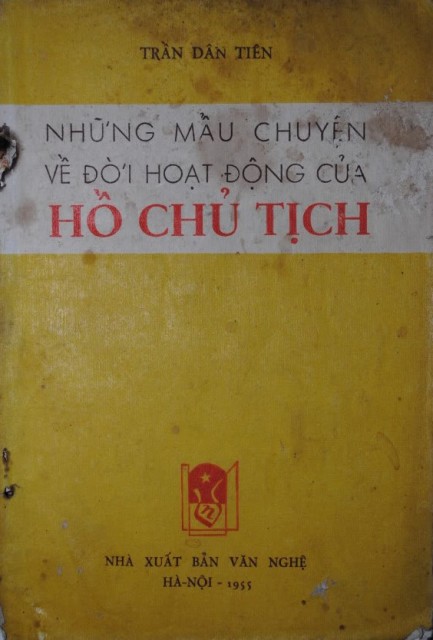 TRẦN DÂN TIÊN
NHỮNG MẨU CHUYỆN
VỀ ĐỜI HOẠT ĐỘNG CỦA
HỒ CHỦ TỊCH
NHÀ XUẤT BẢN VĂN NGHỆ
HÀ-NỘI - 1955